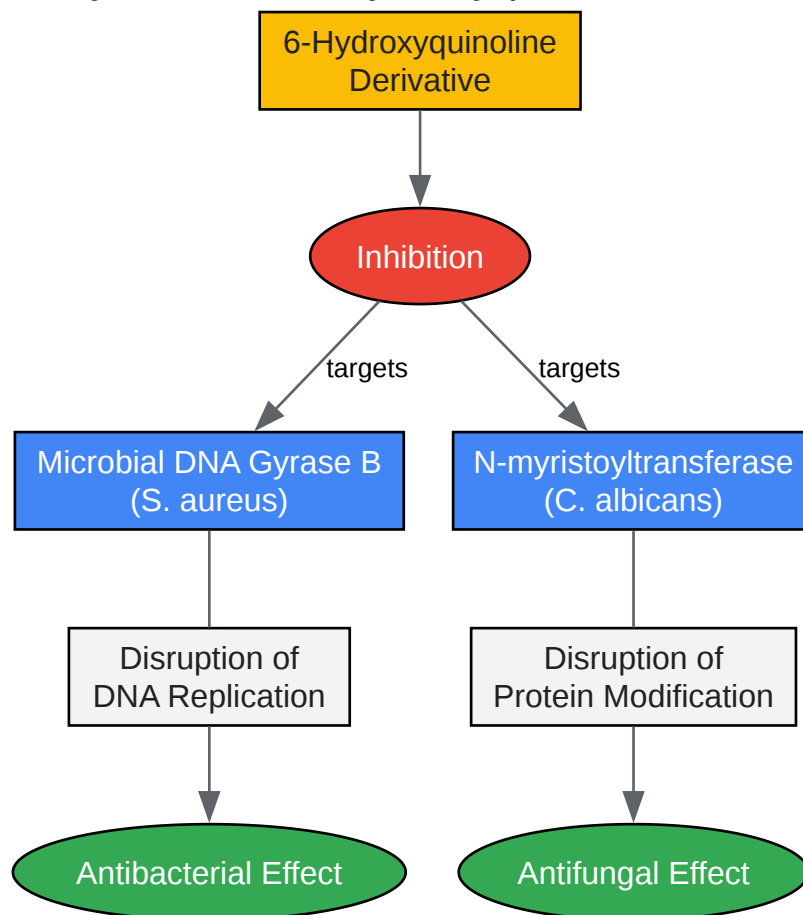 6-Hydroxyquinoline
Derivative
Inhibition
targets
targets
Microbial DNA Gyrase B
(S. aureus)
N-myristoyltransferase
(C. albicans)
Disruption of
DNA Replication
Disruption of
Protein Modification
Antibacterial Effect
Antifungal Effect